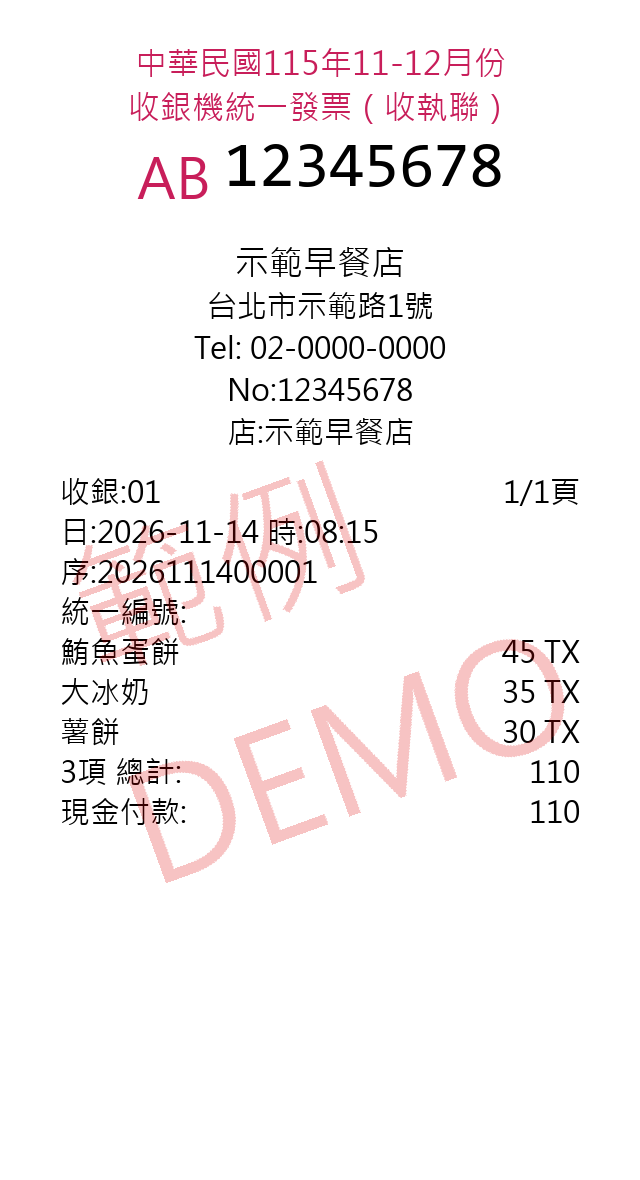 中華民國115年11-12月份
收銀機統一發票（收執聯）
AB 12345678
示範早餐店
台北市示範路1號
Tel: 02-0000-0000
No:12345678
店:示範早餐店
收銀:01 1/1頁
日:2026-11-14 時:08:15
序:2026111400001
統一編號:
鮪魚蛋餅 45 TX
大冰奶 35 TX
薯餅 30 TX
3項 總計: 110
現金付款: 110
範例
DEMO